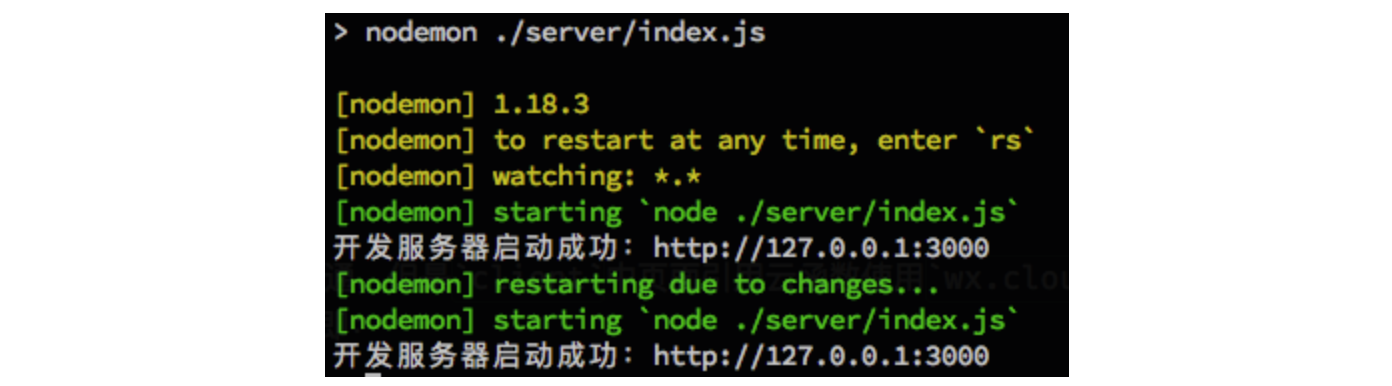 > nodemon ./server/index.js
[nodemon] 1.18.3
[nodemon] to restart at any time, enter `rs`
[nodemon] watching: *.*
[nodemon] starting `node ./server/index.js`
开发服务器启动成功：http://127.0.0.1:3000
[nodemon] restarting due to changes...
[nodemon] starting `node ./server/index.js`
开发服务器启动成功：http://127.0.0.1:3000